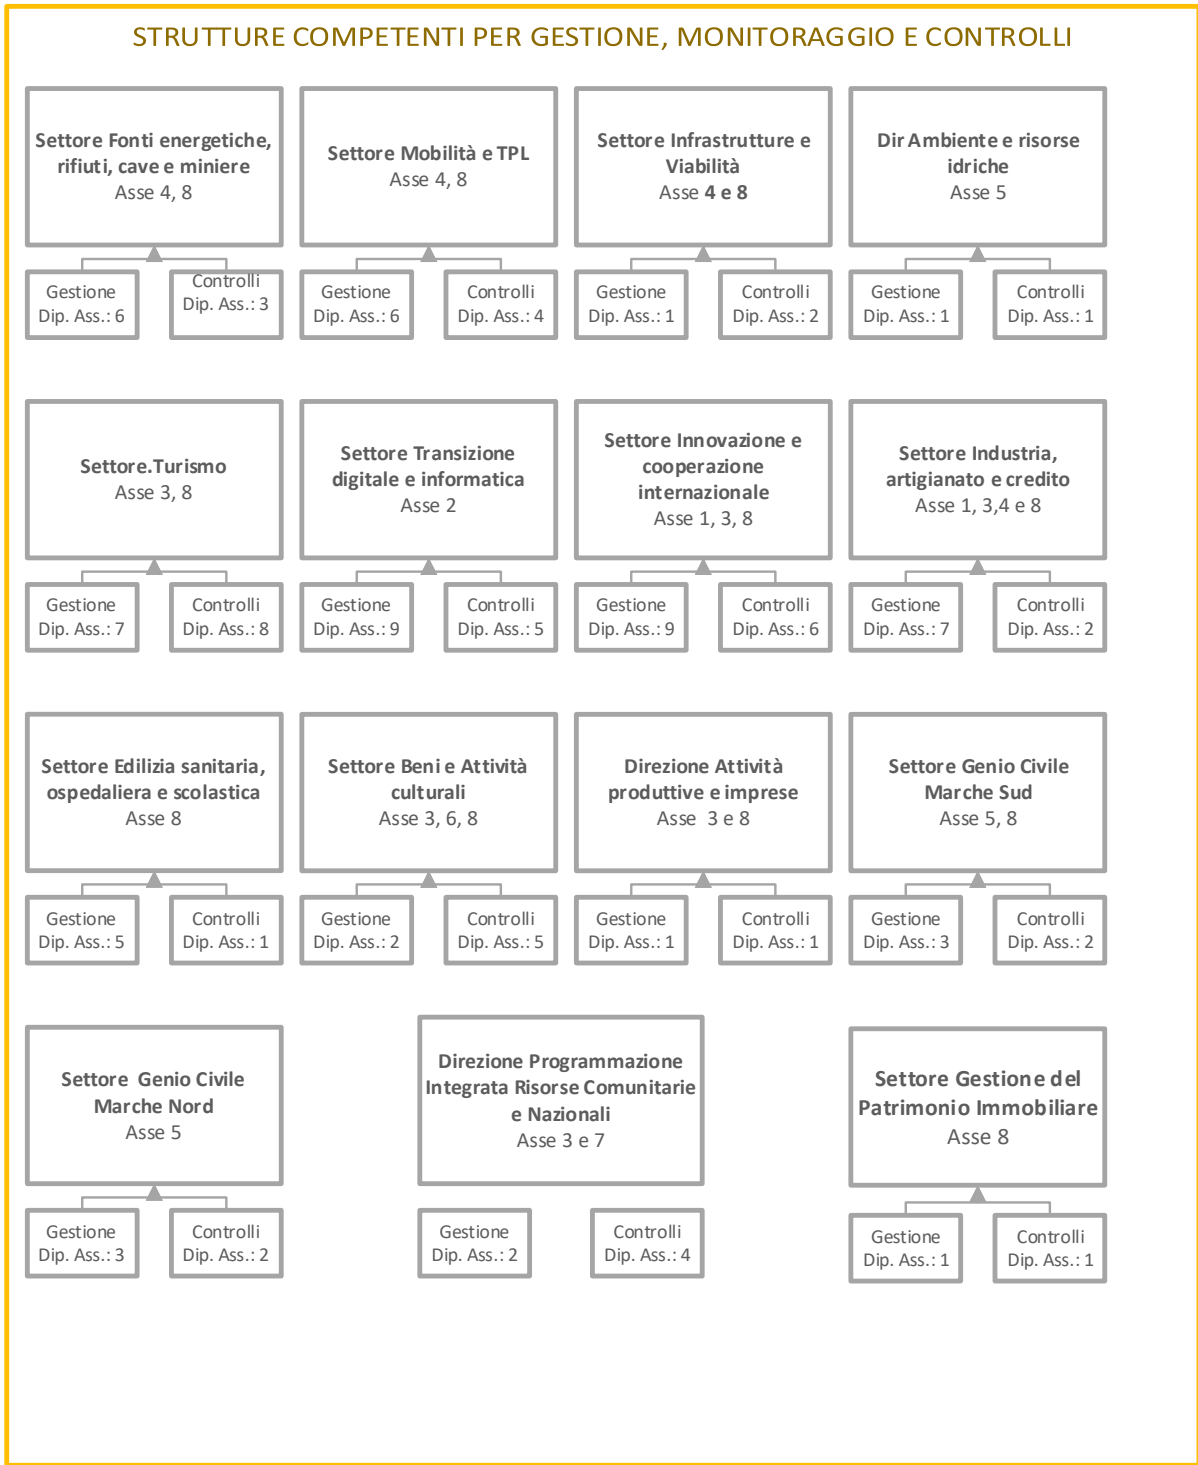 STRUTTURE COMPETENTI PER GESTIONE, MONITORAGGIO E CONTROLLI
Settore Fonti energetiche,
rifiuti, cave e miniere
Asse 4, 8
Gestione
Dip. Ass.: 6
Controlli
Dip. Ass.: 3
Settore Mobilità e TPL
Asse 4, 8
Gestione
Dip. Ass.: 6
Controlli
Dip. Ass.: 4
Settore Infrastrutture e
Viabilità
Asse 4 e 8
Gestione
Dip. Ass.: 1
Controlli
Dip. Ass.: 2
Dir Ambiente e risorse
idriche
Asse 5
Gestione
Dip. Ass.: 1
Controlli
Dip. Ass.: 1
Settore.Turismo
Asse 3, 8
Gestione
Dip. Ass.: 7
Controlli
Dip. Ass.: 8
Settore Transizione
digitale e informatica
Asse 2
Gestione
Dip. Ass.: 9
Controlli
Dip. Ass.: 5
Settore Innovazione e
cooperazione
internazionale
Asse 1, 3, 8
Gestione
Dip. Ass.: 9
Controlli
Dip. Ass.: 6
Settore Industria,
artigianato e credito
Asse 1, 3,4 e 8
Gestione
Dip. Ass.: 7
Controlli
Dip. Ass.: 2
Settore Edilizia sanitaria,
ospedaliera e scolastica
Asse 8
Gestione
Dip. Ass.: 5
Controlli
Dip. Ass.: 1
Settore Beni e Attività
culturali
Asse 3, 6, 8
Gestione
Dip. Ass.: 2
Controlli
Dip. Ass.: 5
Direzione Attività
produttive e imprese
Asse 3 e 8
Gestione
Dip. Ass.: 1
Controlli
Dip. Ass.: 1
Settore Genio Civile
Marche Sud
Asse 5, 8
Gestione
Dip. Ass.: 3
Controlli
Dip. Ass.: 2
Settore Genio Civile
Marche Nord
Asse 5
Gestione
Dip. Ass.: 3
Controlli
Dip. Ass.: 2
Direzione Programmazione
Integrata Risorse Comunitarie
e Nazionali
Asse 3 e 7
Gestione
Dip. Ass.: 2
Controlli
Dip. Ass.: 4
Settore Gestione del
Patrimonio Immobiliare
Asse 8
Gestione
Dip. Ass.: 1
Controlli
Dip. Ass.: 1